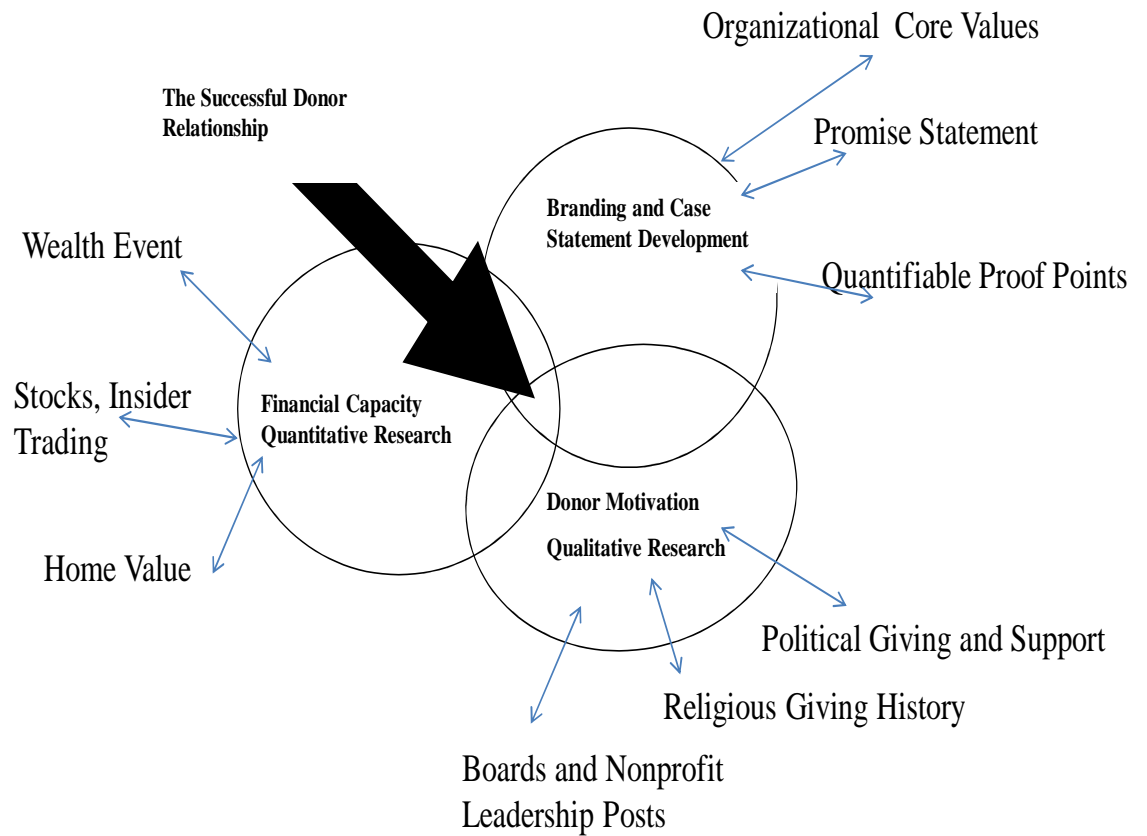 Organizational Core Values
The Successful Donor
Relationship
Promise Statement
Branding and Case
Statement Development
Wealth Event
Quantifiable Proof Points
Stocks, Insider
Trading
Financial Capacity
Quantitative Research
Donor Motivation
Qualitative Research
Home Value
Political Giving and Support
Religious Giving History
Boards and Nonprofit
Leadership Posts